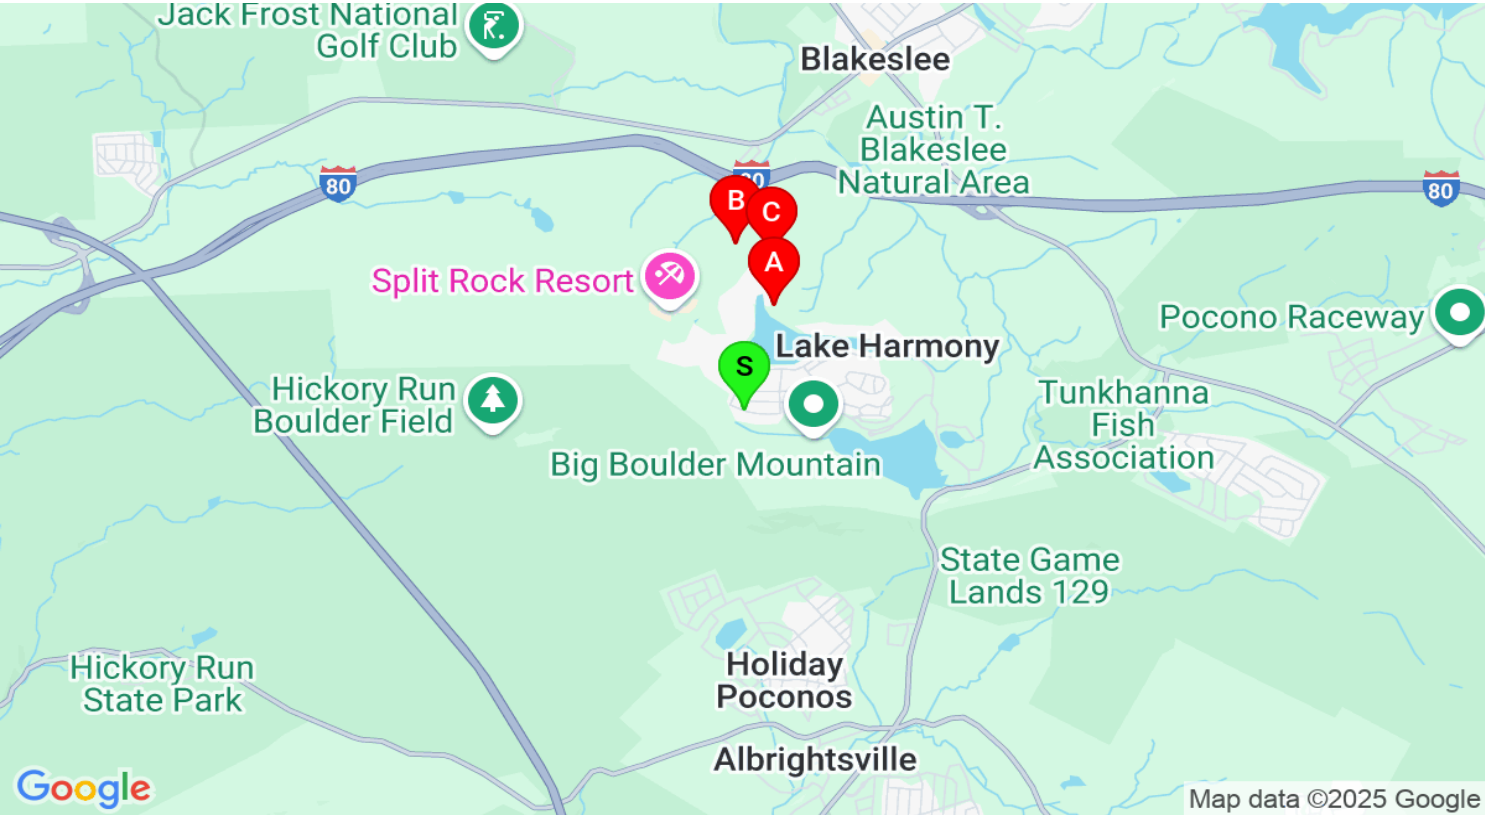 Jack Frost National
Golf Club
Blakeslee
Austin T.
Blakeslee
Natural Area
80
80
80
B
C
A
Split Rock Resort
Pocono Raceway
Lake Harmony
S
Hickory Run
Boulder Field
Tunkhanna
Fish
Association
Big Boulder Mountain
State Game
Lands 129
Hickory Run
State Park
Holiday
Poconos
Albrightsville
Google
Map data ©2025 Google